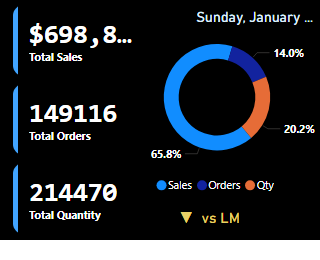 $698,8...
Total Sales
149116
Total Orders
214470
Total Quantity
Sunday, January ...
14.0%
20.2%
65.8%
Sales Orders Qty
▼ vs LM